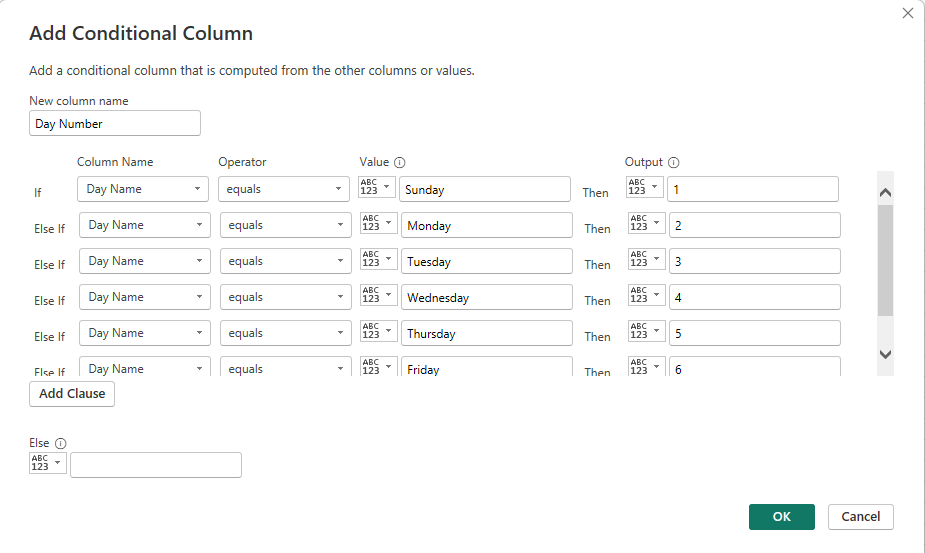 Add Conditional Column
Add a conditional column that is computed from the other columns or values.
New column name
Day Number
Column Name Operator Value Output
If Day Name equals ABC 123 Sunday Then ABC 123 1
Else If Day Name equals ABC 123 Monday Then ABC 123 2
Else If Day Name equals ABC 123 Tuesday Then ABC 123 3
Else If Day Name equals ABC 123 Wednesday Then ABC 123 4
Else If Day Name equals ABC 123 Thursday Then ABC 123 5
Else If Day Name equals ABC 123 Friday Then ABC 123 6
Add Clause
Else
ABC 123
OK Cancel